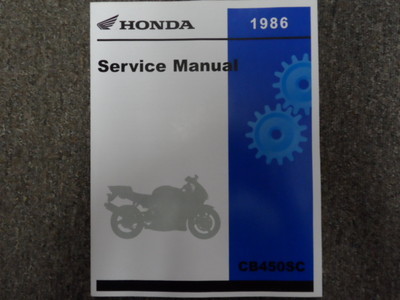 HONDA
1986
Service Manual
CB450SC